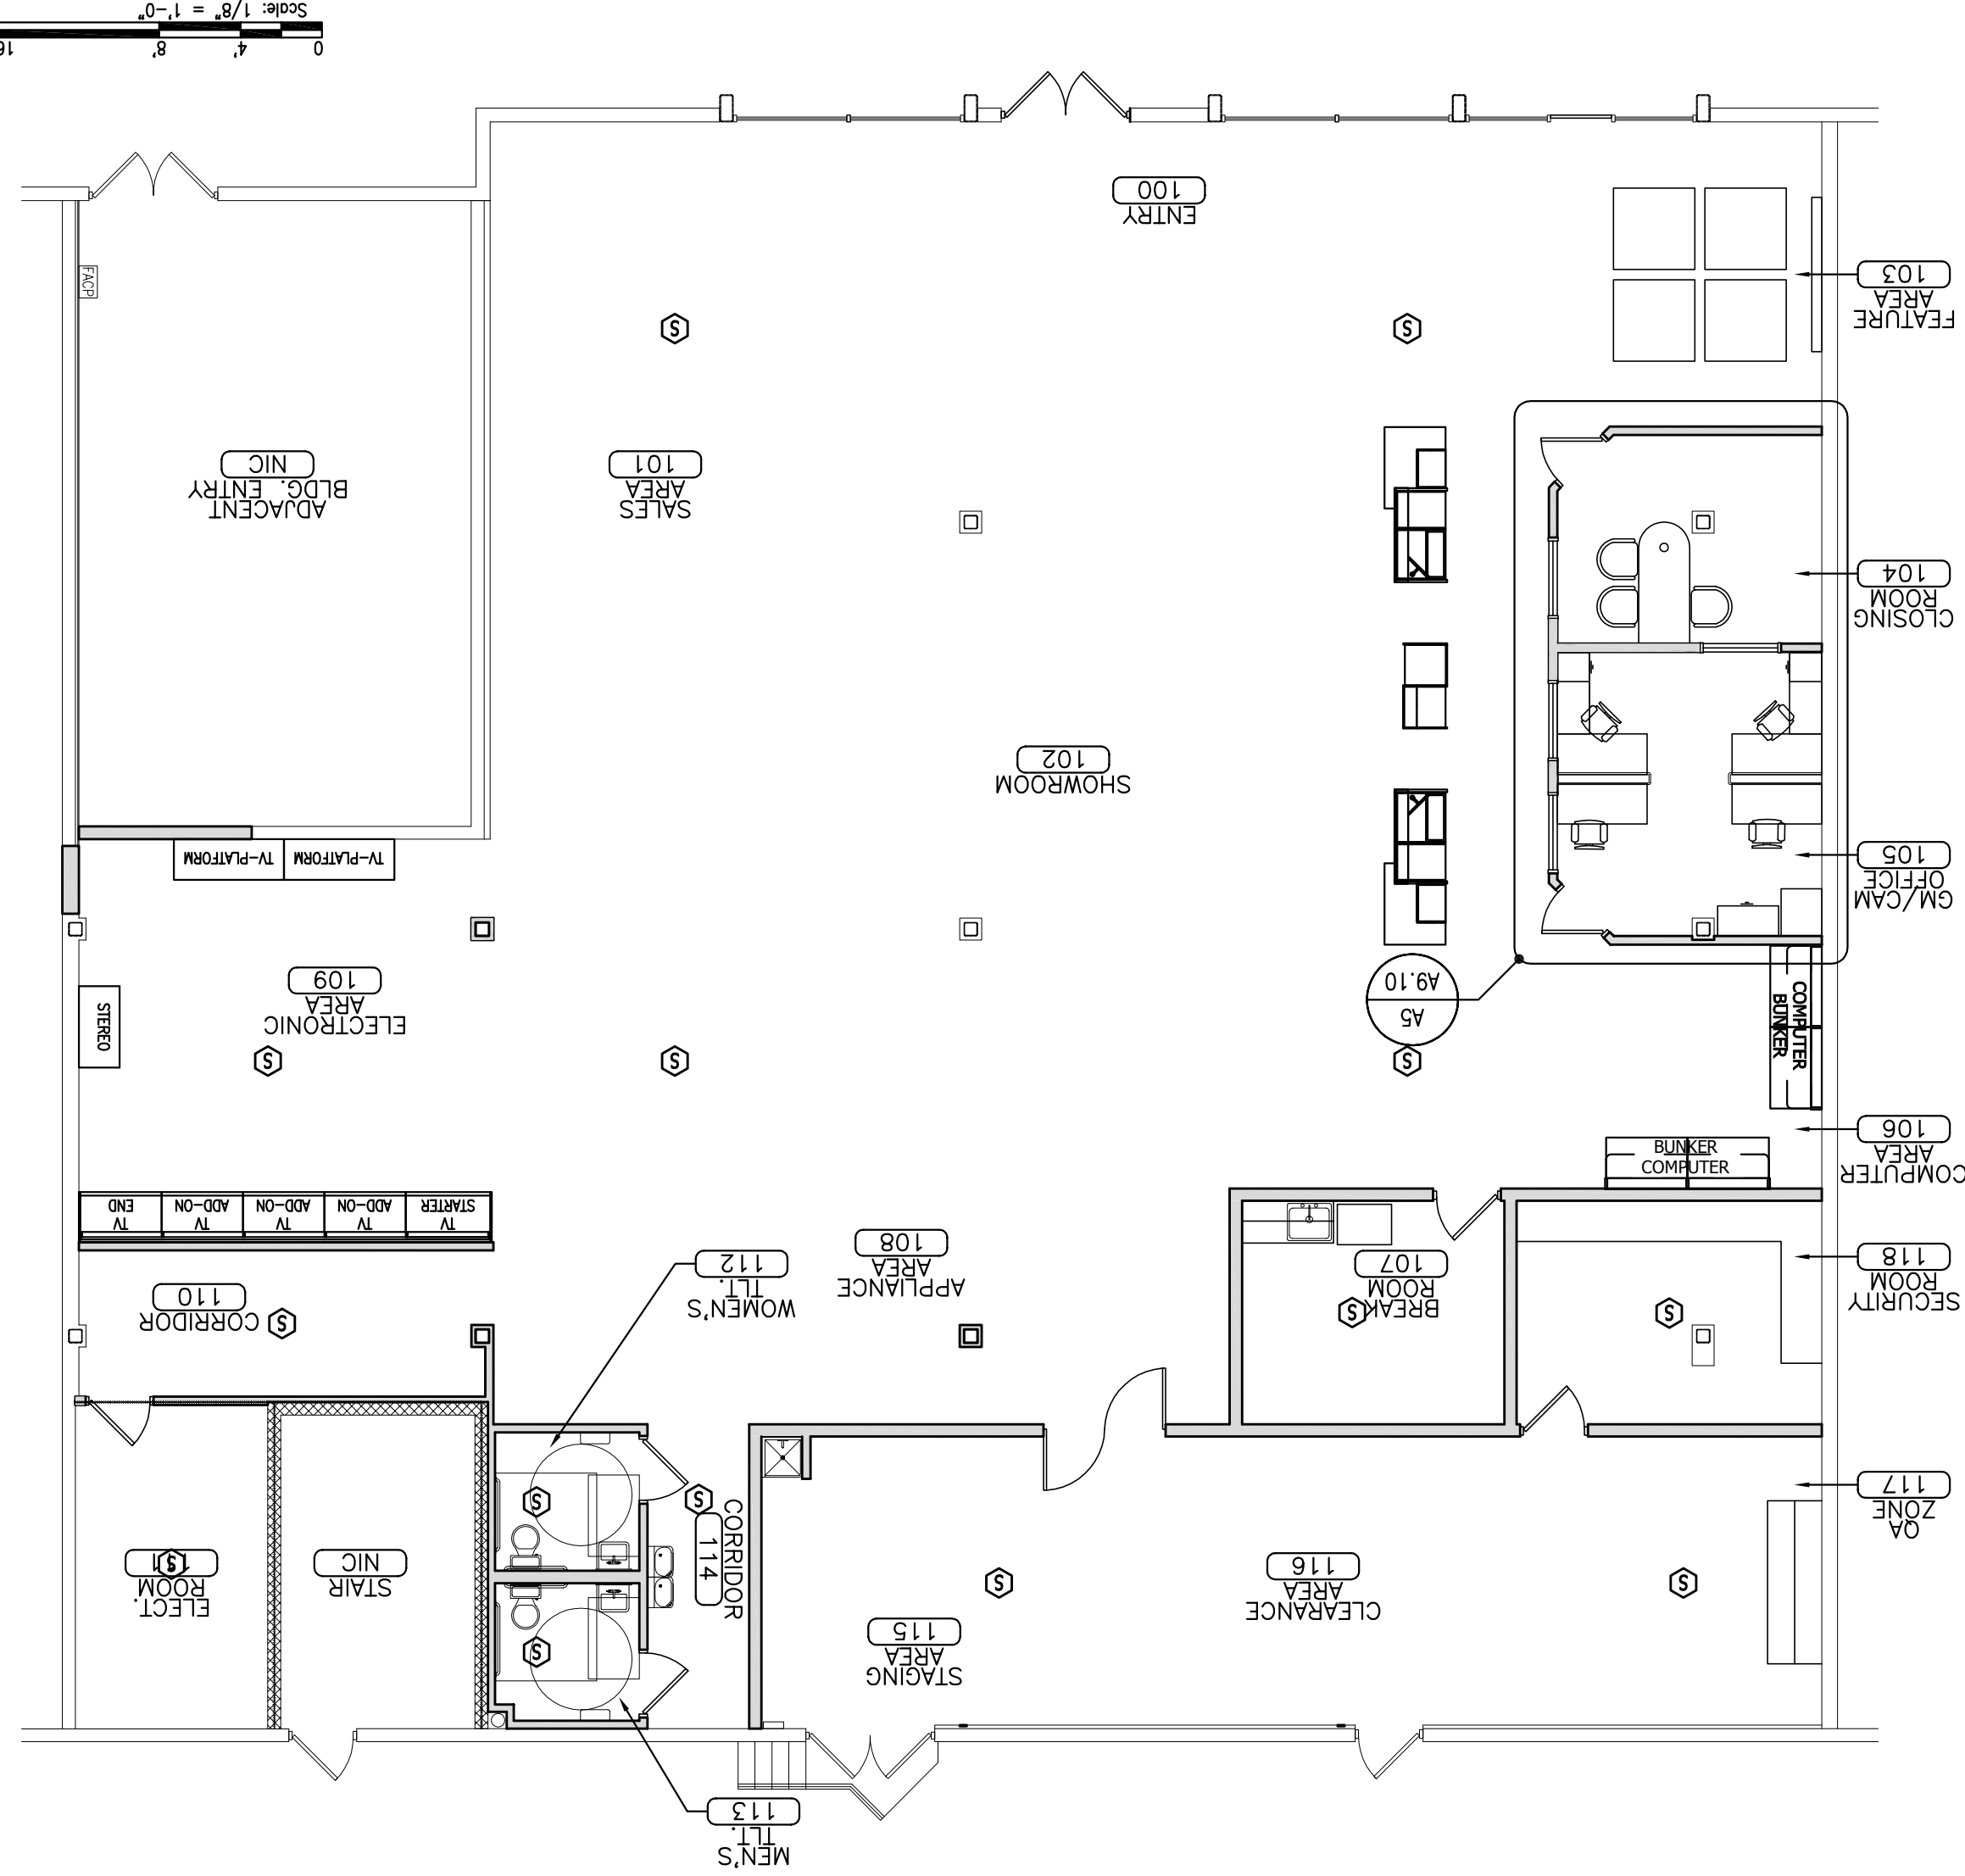 MEN'S
TLT.
113
STAGING
AREA
115
S
CLEARANCE
AREA
116
S
S
ELECT.
ROOM
111
S
STAIR
NIC
CORRIDOR
114
S
S
QA
ZONE
117
SECURITY
ROOM
118
S
BREAK
ROOM
107
S
APPLIANCE
AREA
108
WOMEN'S
TLT.
112
CORRIDOR
110
S
TV
STARTER
TV
ADD-ON
TV
ADD-ON
TV
ADD-ON
TV
END
COMPUTER
AREA
106
BUNKER
COMPUTER
COMPUTER
BUNKER
S
A5
A9.10
S
S
ELECTRONIC
AREA
109
STEREO
GM/CAM
OFFICE
105
TV-PLATFORM
TV-PLATFORM
SHOWROOM
102
CLOSING
ROOM
104
SALES
AREA
101
ADJACENT
BLDG. ENTRY
NIC
FEATURE
AREA
103
S
S
FACP
ENTRY
100
0 4' 8' 16
Scale: 1/8" = 1'-0"